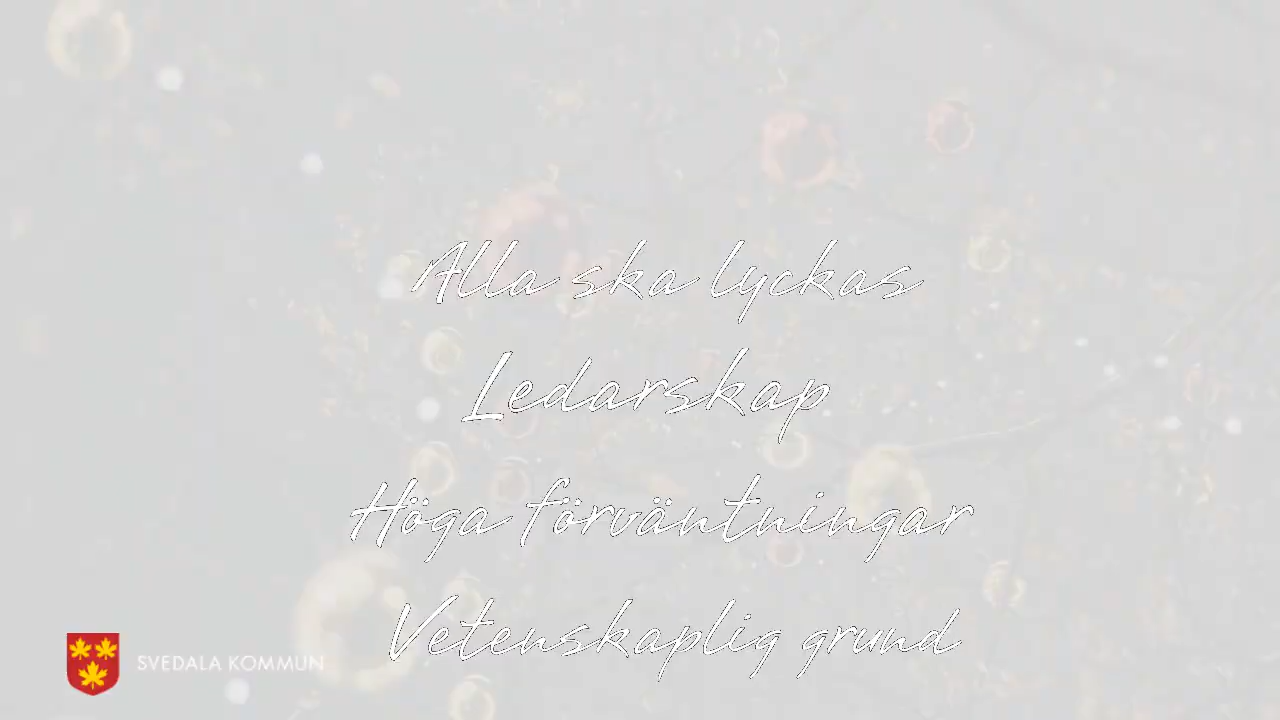 Alla ska lyckas
Ledarskap
Höga förväntningar
Vetenskaplig grund
SVEDALA KOMMUN